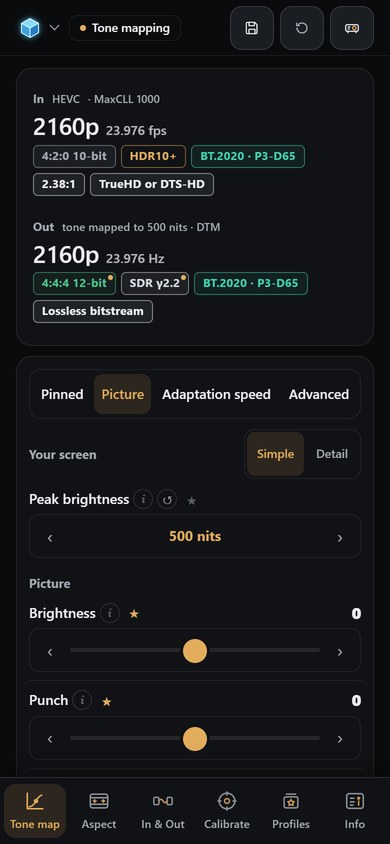 Tone mapping
In HEVC · MaxCLL 1000
2160p 23.976 fps
4:2:0 10-bit HDR10+ BT.2020 · P3-D65
2.38:1 TrueHD or DTS-HD
Out tone mapped to 500 nits · DTM
2160p 23.976 Hz
4:4:4 12-bit SDR γ2.2 BT.2020 · P3-D65
Lossless bitstream
Pinned Picture Adaptation speed Advanced
Your screen Simple Detail
Peak brightness i
500 nits
Picture
Brightness i 0
Punch i 0
Tone map Aspect In & Out Calibrate Profiles Info